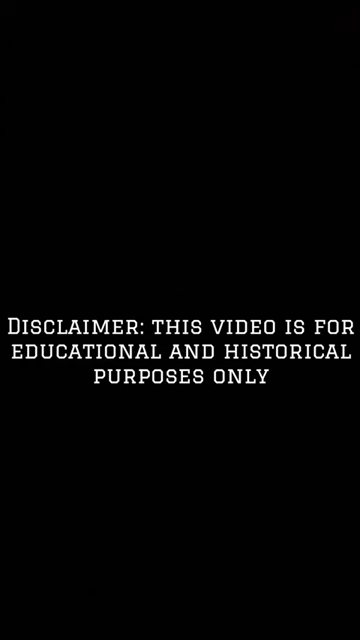 Disclaimer: this video is for
educational and historical
purposes only